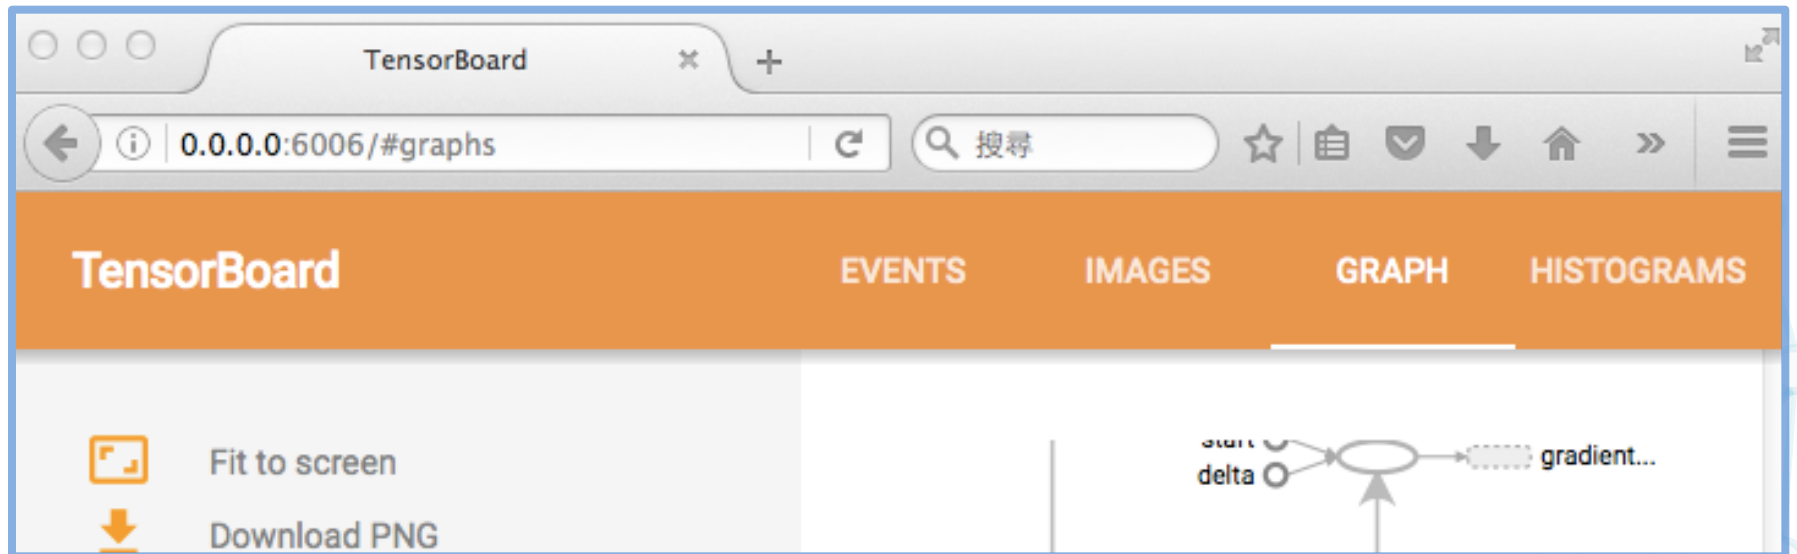 TensorBoard
0.0.0.0:6006/#graphs
搜尋
TensorBoard EVENTS IMAGES GRAPH HISTOGRAMS
Fit to screen
Download PNG
start
delta
gradient...